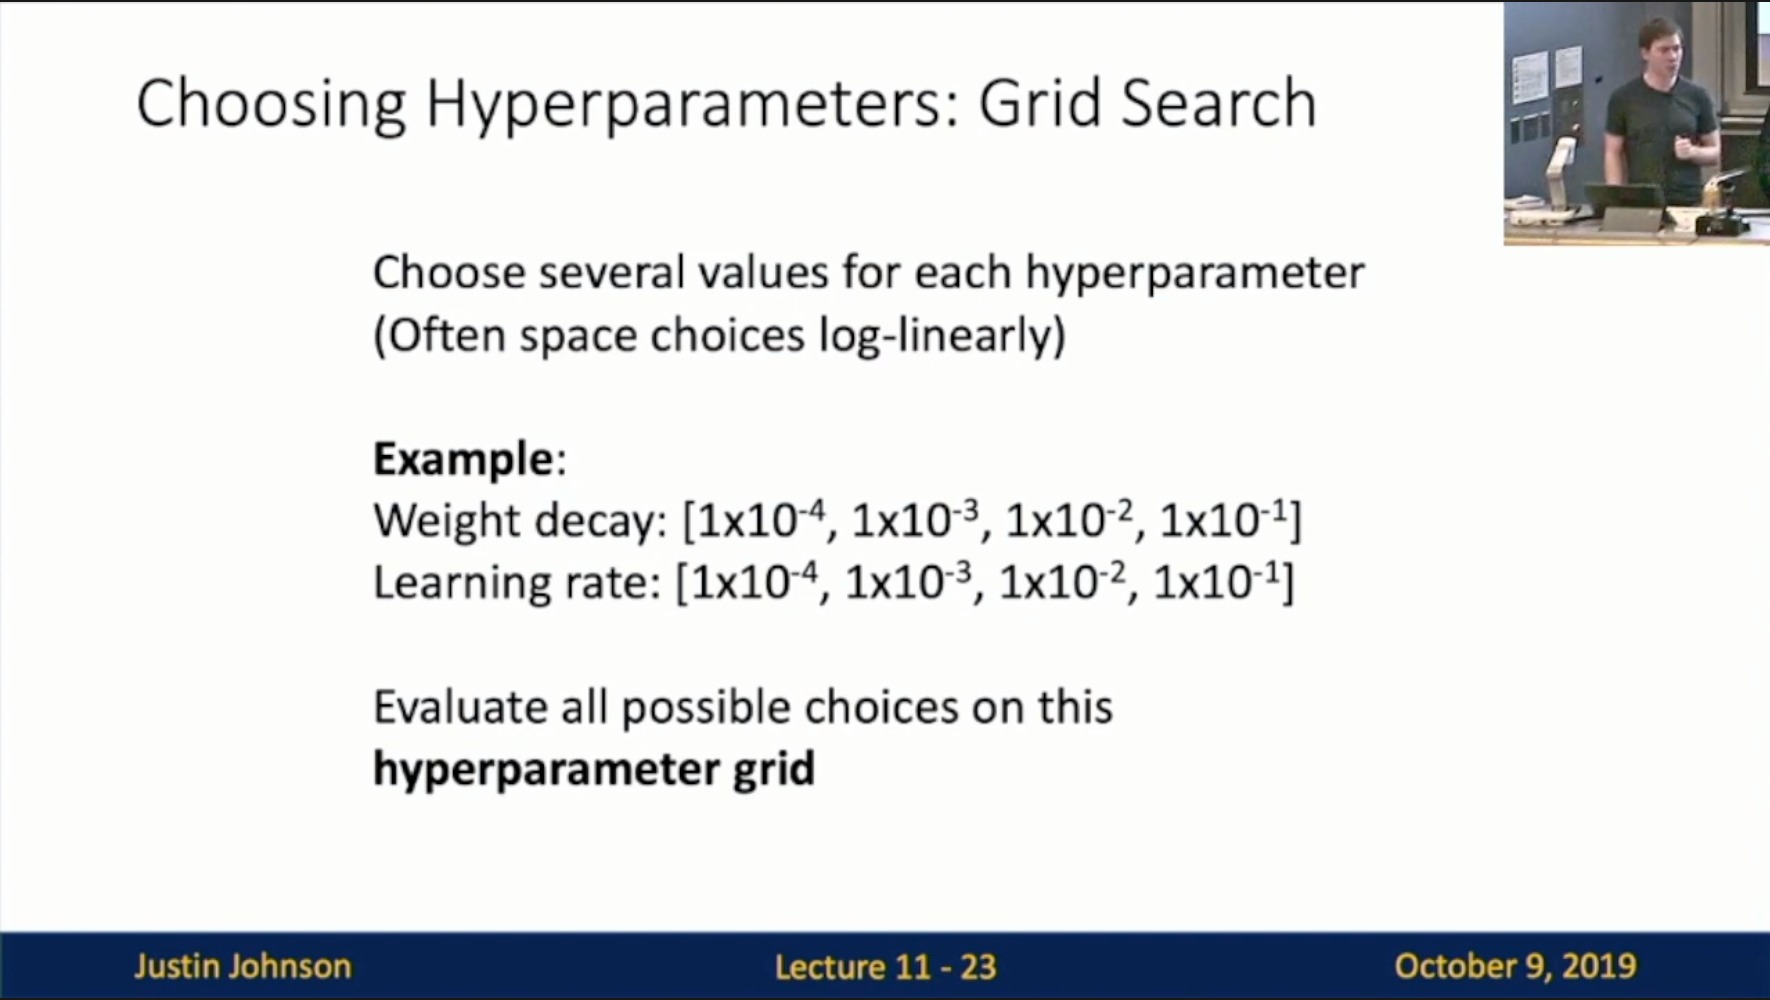 Choosing Hyperparameters: Grid Search
Choose several values for each hyperparameter
(Often space choices log-linearly)
Example:
Weight decay: [1x10⁻⁴, 1x10⁻³, 1x10⁻², 1x10⁻¹]
Learning rate: [1x10⁻⁴, 1x10⁻³, 1x10⁻², 1x10⁻¹]
Evaluate all possible choices on this
hyperparameter grid
Justin Johnson
Lecture 11 - 23
October 9, 2019